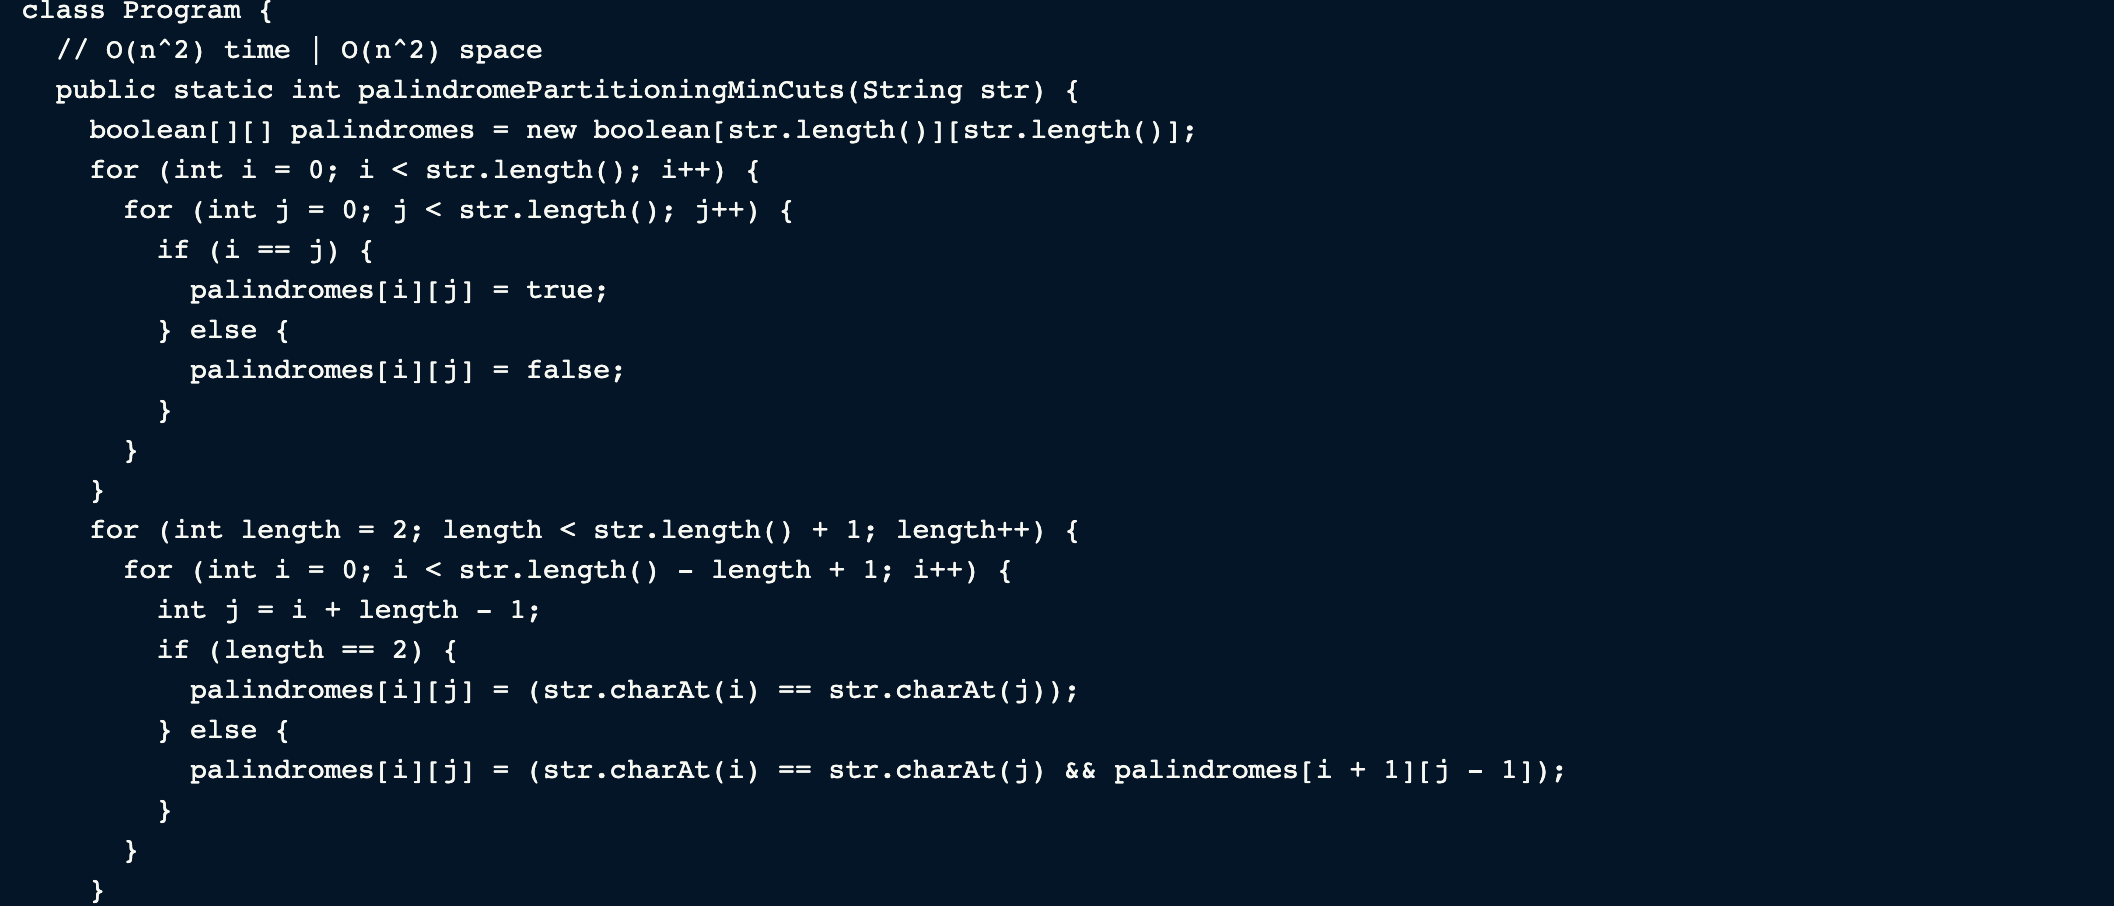 class Program {
  // O(n^2) time | O(n^2) space
  public static int palindromePartitioningMinCuts(String str) {
    boolean[][] palindromes = new boolean[str.length()][str.length()];
    for (int i = 0; i < str.length(); i++) {
      for (int j = 0; j < str.length(); j++) {
        if (i == j) {
          palindromes[i][j] = true;
        } else {
          palindromes[i][j] = false;
        }
      }
    }
    for (int length = 2; length < str.length() + 1; length++) {
      for (int i = 0; i < str.length() - length + 1; i++) {
        int j = i + length - 1;
        if (length == 2) {
          palindromes[i][j] = (str.charAt(i) == str.charAt(j));
        } else {
          palindromes[i][j] = (str.charAt(i) == str.charAt(j) && palindromes[i + 1][j - 1]);
        }
      }
    }